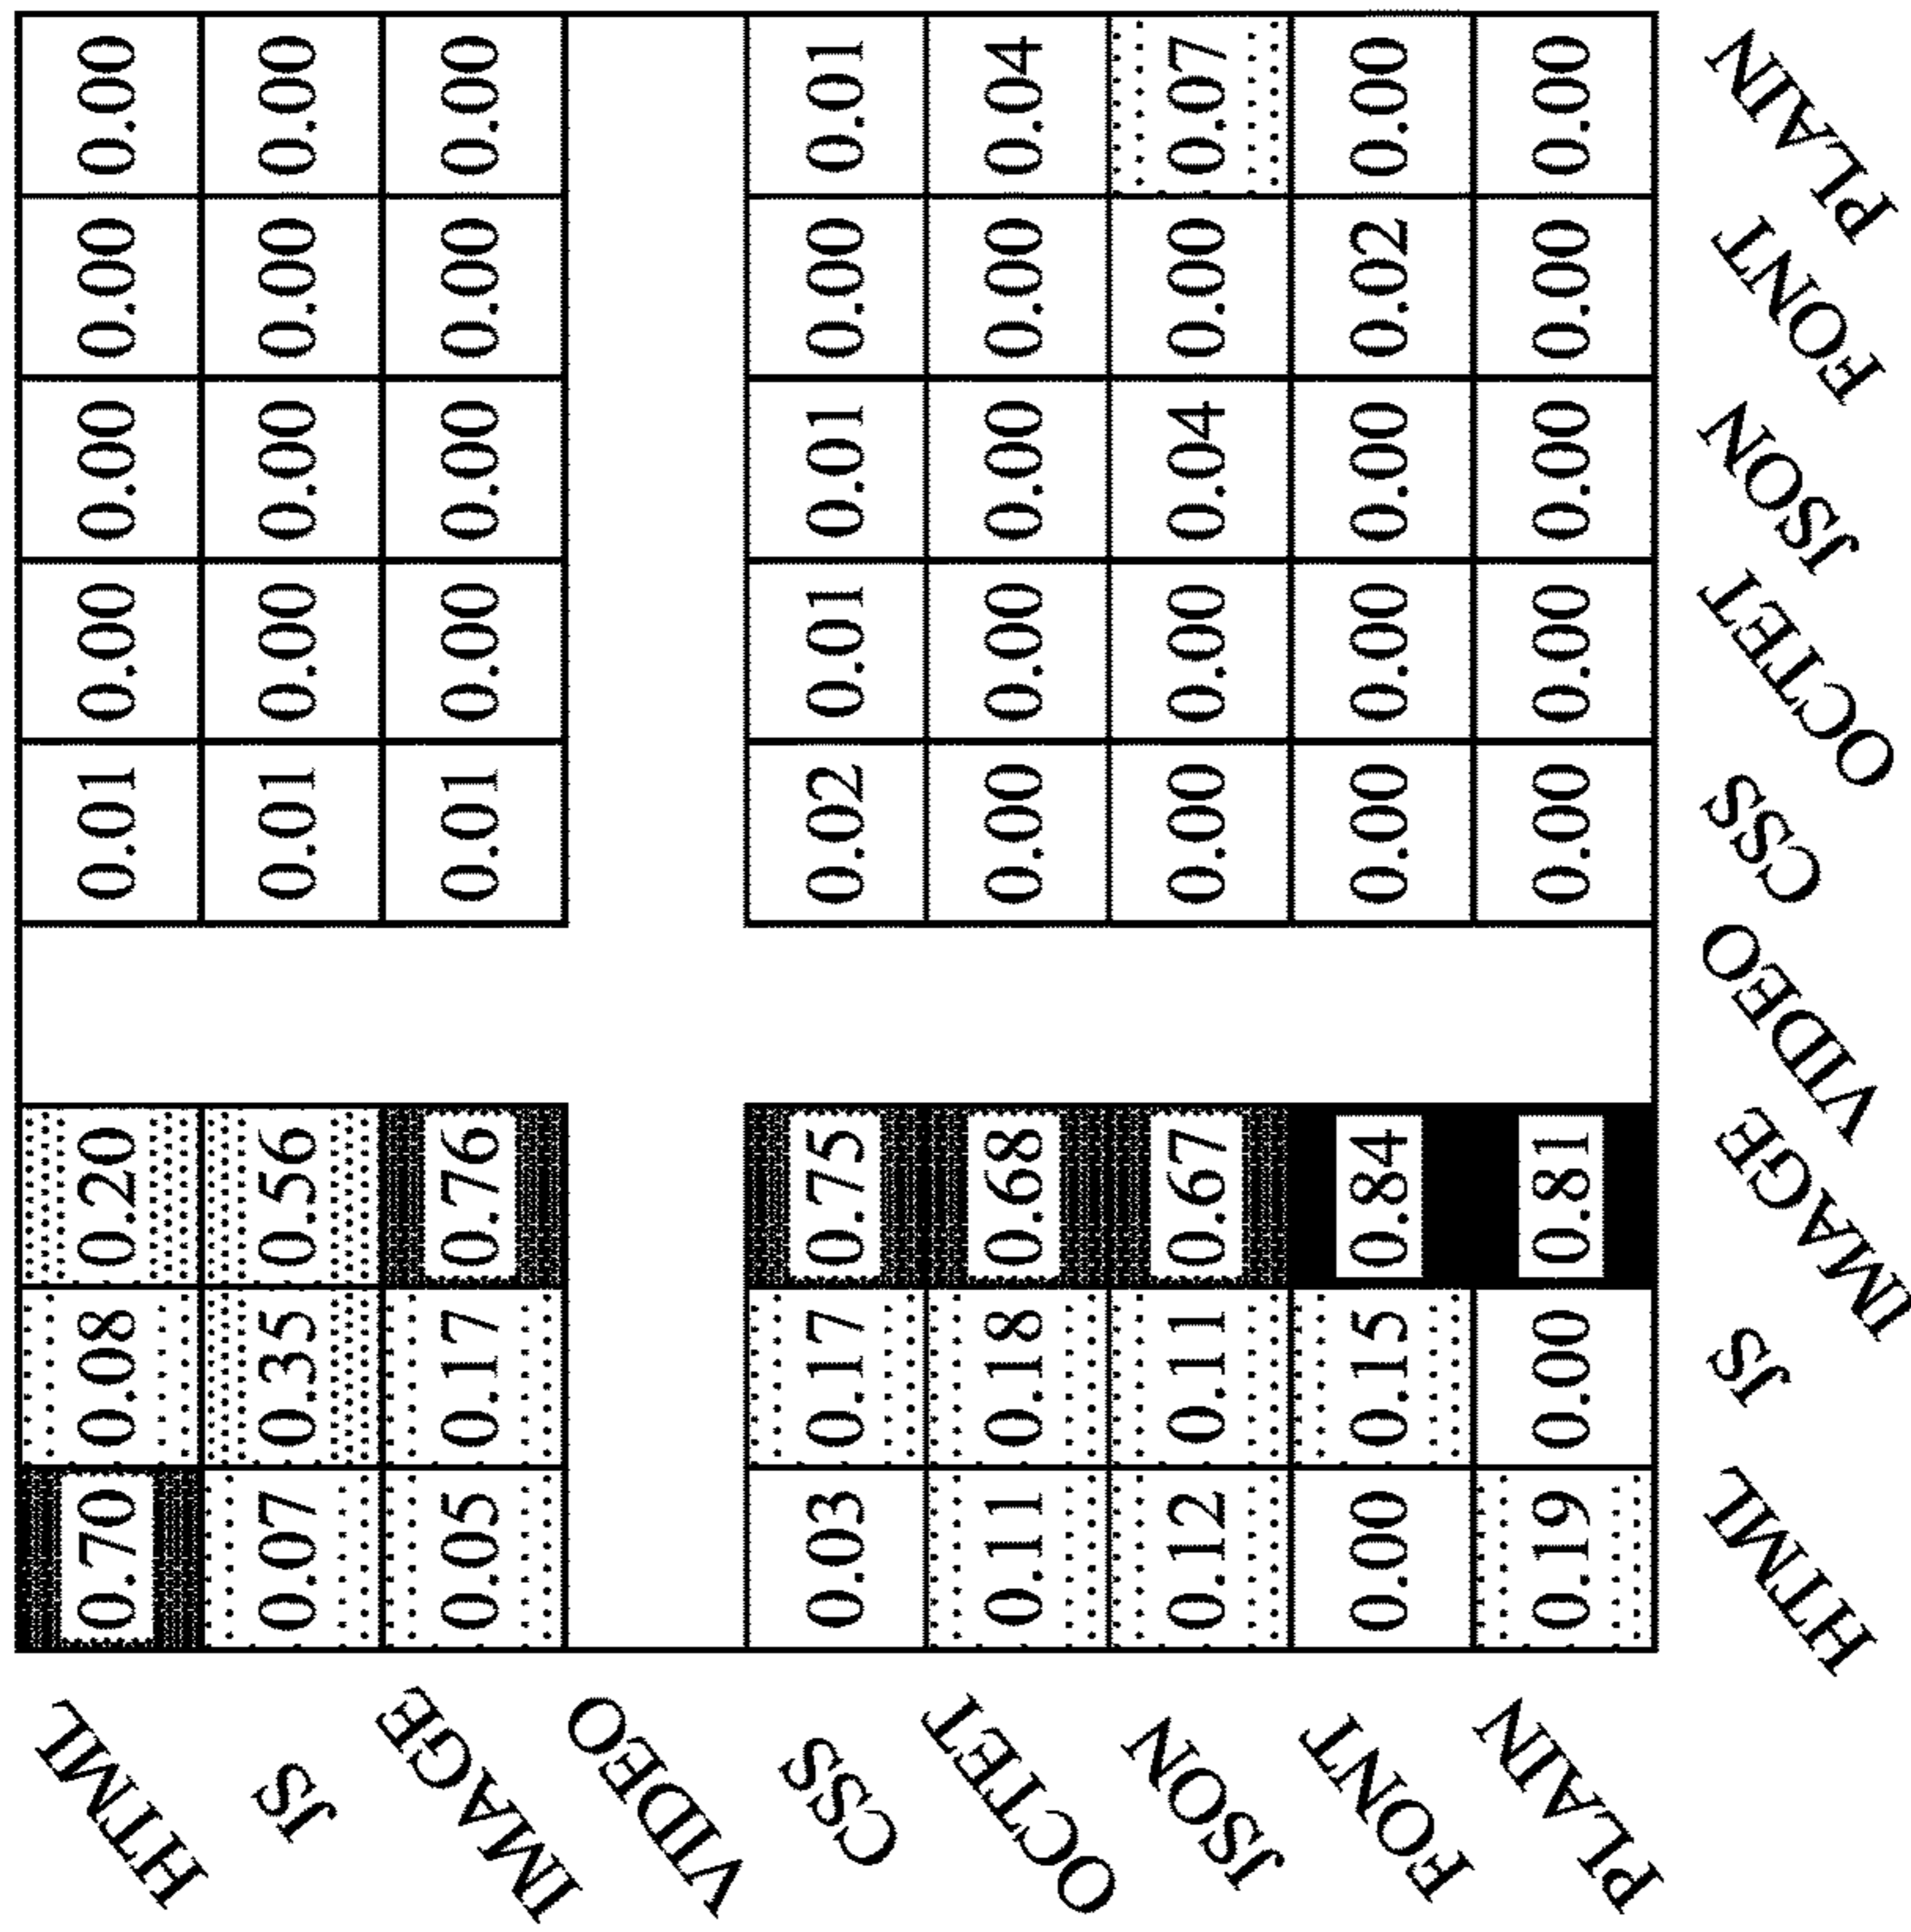 HTML 0.70 0.08 0.20 0.01 0.00 0.00 0.00 0.00
JS 0.07 0.35 0.56 0.01 0.00 0.00 0.00 0.00
IMAGE 0.05 0.17 0.76 0.01 0.00 0.00 0.00 0.00
VIDEO
CSS 0.03 0.17 0.75 0.02 0.01 0.01 0.00 0.01
OCTET 0.11 0.18 0.68 0.00 0.00 0.00 0.00 0.04
JSON 0.12 0.11 0.67 0.00 0.00 0.04 0.00 0.07
FONT 0.00 0.15 0.84 0.00 0.00 0.00 0.02 0.00
PLAIN 0.19 0.00 0.81 0.00 0.00 0.00 0.00 0.00
HTML JS IMAGE VIDEO CSS OCTET JSON FONT PLAIN